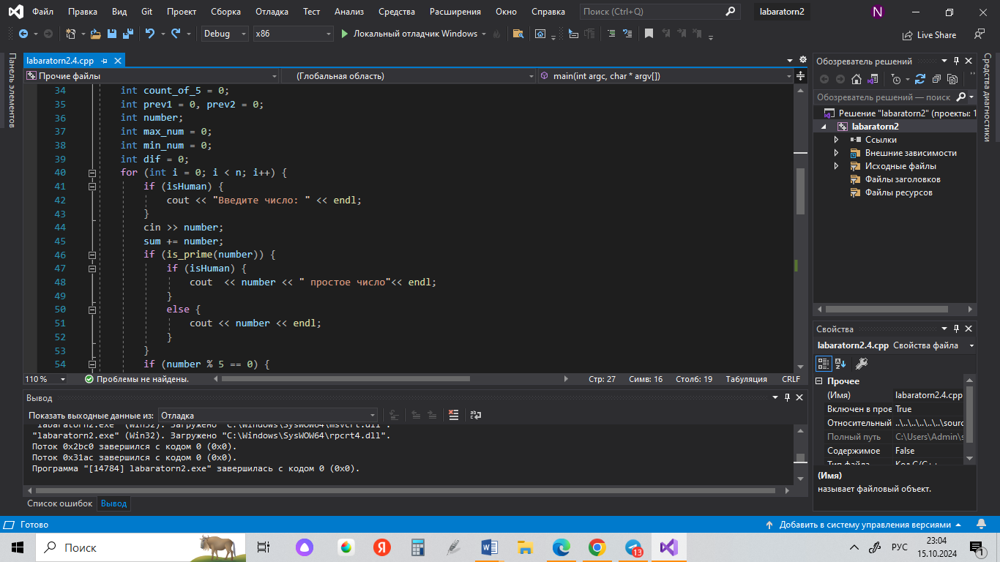 Файл Правка Вид Git Проект Сборка Отладка Тест Анализ Средства Расширения Окно Справка Поиск (Ctrl+Q) labaratorn2 N
Debug x86 Локальный отладчик Windows Live Share
Панель элементов
labaratorn2.4.cpp
Прочие файлы (Глобальная область) main(int argc, char * argv[])
34 int count_of_5 = 0;
35 int prev1 = 0, prev2 = 0;
36 int number;
37 int max_num = 0;
38 int min_num = 0;
39 int dif = 0;
40 for (int i = 0; i < n; i++) {
41 if (isHuman) {
42 cout << "Введите число: " << endl;
43 }
44 cin >> number;
45 sum += number;
46 if (is_prime(number)) {
47 if (isHuman) {
48 cout  << number << " простое число"<< endl;
49 }
50 else {
51 cout << number << endl;
52 }
53 }
54 if (number % 5 == 0) {
110 % Проблемы не найдены. Стр: 27 Симв: 16 Столб: 19 Табуляция CRLF
Вывод
Показать выходные данные из: Отладка
"labaratorn2.exe" (Win32). Загружено "C:\Windows\SysWOW64\msvcrt.dll".
"labaratorn2.exe" (Win32). Загружено "C:\Windows\SysWOW64\rpcrt4.dll".
Поток 0x2bc0 завершился с кодом 0 (0x0).
Поток 0x31ac завершился с кодом 0 (0x0).
Программа "[14784] labaratorn2.exe" завершилась с кодом 0 (0x0).
Список ошибок Вывод
Обозреватель решений
Обозреватель решений — поиск
Решение "labaratorn2" (проекты: 1
labaratorn2
Ссылки
Внешние зависимости
Исходные файлы
Файлы заголовков
Файлы ресурсов
Свойства
labaratorn2.4.cpp Свойства файла
Прочее
(Имя) labaratorn2.4.cpp
Включен в прое True
Относительный ..\..\..\..\..\sourc
Полный путь C:\Users\Admin\s
Содержимое False
Тип файла Код C/C++
(Имя)
называет файловый объект.
Средства диагностики
Готово Добавить в систему управления версиями
Поиск 13 РУС 23:04
15.10.2024 1